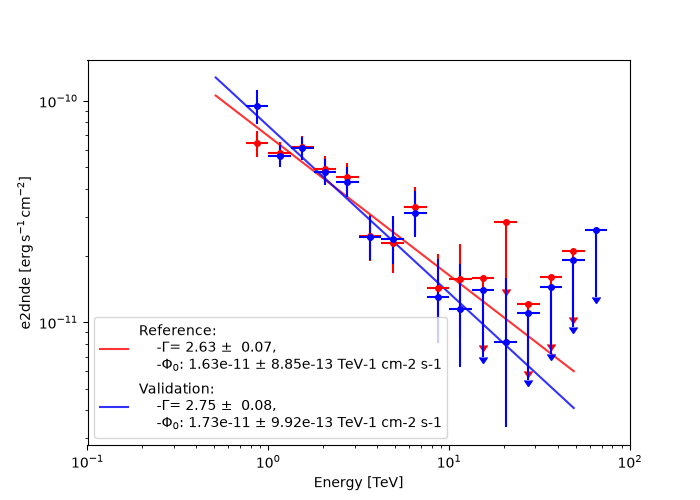 10⁻¹⁰
10⁻¹¹
e2dnde [erg s⁻¹ cm⁻²]
Reference:
-Γ= 2.63 ± 0.07,
-Φ₀: 1.63e-11 ± 8.85e-13 TeV-1 cm-2 s-1
Validation:
-Γ= 2.75 ± 0.08,
-Φ₀: 1.73e-11 ± 9.92e-13 TeV-1 cm-2 s-1
10⁻¹ 10⁰ 10¹ 10²
Energy [TeV]